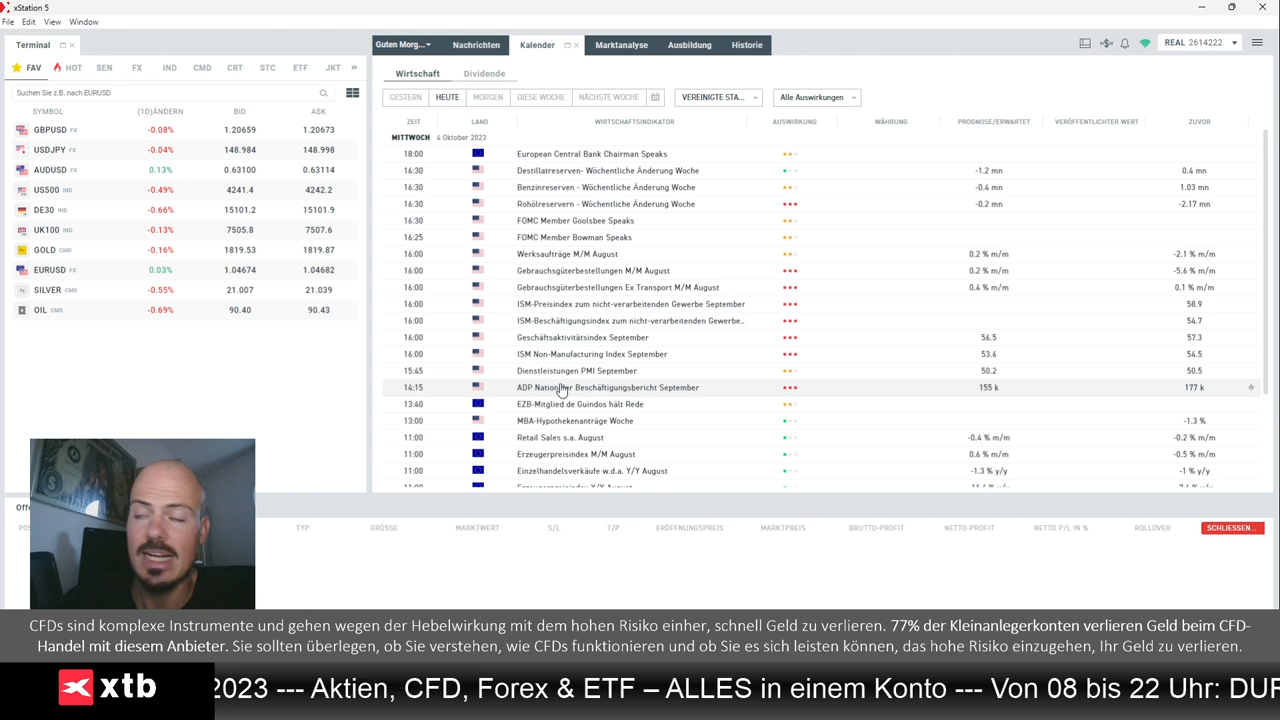 xStation 5
File Edit View Window
Terminal
Guten Morg... Nachrichten Kalender Marktanalyse Ausbildung Historie
REAL 2614222
FAV HOT SEN FX IND CMD CRT STC ETF JKT
Wirtschaft Dividende
Suchen Sie z.B. nach EURUSD
GESTERN HEUTE MORGEN DIESE WOCHE NÄCHSTE WOCHE VEREINIGTE STA... Alle Auswirkungen
SYMBOL (1D)ÄNDERN BID ASK
GBPUSD FX -0.08% 1.20659 1.20673
USDJPY FX -0.04% 148.984 148.998
AUDUSD FX 0.13% 0.63100 0.63114
US500 IND -0.49% 4241.4 4242.2
DE30 IND -0.66% 15101.2 15101.9
UK100 IND -0.13% 7505.8 7507.6
GOLD CMD -0.16% 1819.53 1819.87
EURUSD FX 0.03% 1.04674 1.04682
SILVER CMD -0.55% 21.007 21.039
OIL CMD -0.69% 90.40 90.43
ZEIT LAND WIRTSCHAFTSINDIKATOR AUSWIRKUNG WÄHRUNG PROGNOSE/ERWARTET VERÖFFENTLICHTER WERT ZUVOR
MITTWOCH 4 Oktober 2023
18:00 European Central Bank Chairman Speaks
16:30 Destillatreserven- Wöchentliche Änderung Woche -1.2 mn 0.4 mn
16:30 Benzinreserven - Wöchentliche Änderung Woche -0.4 mn 1.03 mn
16:30 Rohölreservern - Wöchentliche Änderung Woche -0.2 mn -2.17 mn
16:30 FOMC Member Goolsbee Speaks
16:25 FOMC Member Bowman Speaks
16:00 Werksaufträge M/M August 0.2 % m/m -2.1 % m/m
16:00 Gebrauchsgüterbestellungen M/M August 0.2 % m/m -5.6 % m/m
16:00 Gebrauchsgüterbestellungen Ex Transport M/M August 0.4 % m/m 0.1 % m/m
16:00 ISM-Preisindex zum nicht-verarbeitenden Gewerbe September 58.9
16:00 ISM-Beschäftigungsindex zum nicht-verarbeitenden Gewerbe.. 54.7
16:00 Geschäftsaktivitätsindex September 56.5 57.3
16:00 ISM Non-Manufacturing Index September 53.6 54.5
15:45 Dienstleistungen PMI September 50.2 50.5
14:15 ADP Nationaler Beschäftigungsbericht September 155 k 177 k
13:40 EZB-Mitglied de Guindos hält Rede
13:00 MBA-Hypothekenanträge Woche -1.3 %
11:00 Retail Sales s.a. August -0.4 % m/m -0.2 % m/m
11:00 Erzeugerpreisindex M/M August 0.6 % m/m -0.5 % m/m
11:00 Einzelhandelsverkäufe w.d.a. Y/Y August -1.3 % y/y -1 % y/y
TYP GRÖSSE MARKTWERT S/L T/P ERÖFFNUNGSPREIS MARKTPREIS BRUTTO-PROFIT NETTO-PROFIT NETTO P/L IN % ROLLOVER SCHLIESSEN...
CFDs sind komplexe Instrumente und gehen wegen der Hebelwirkung mit dem hohen Risiko einher, schnell Geld zu verlieren. 77% der Kleinanlegerkonten verlieren Geld beim CFD-
Handel mit diesem Anbieter. Sie sollten überlegen, ob Sie verstehen, wie CFDs funktionieren und ob Sie es sich leisten können, das hohe Risiko einzugehen, Ihr Geld zu verlieren.
xtb 2023 --- Aktien, CFD, Forex & ETF – ALLES in einem Konto --- Von 08 bis 22 Uhr: